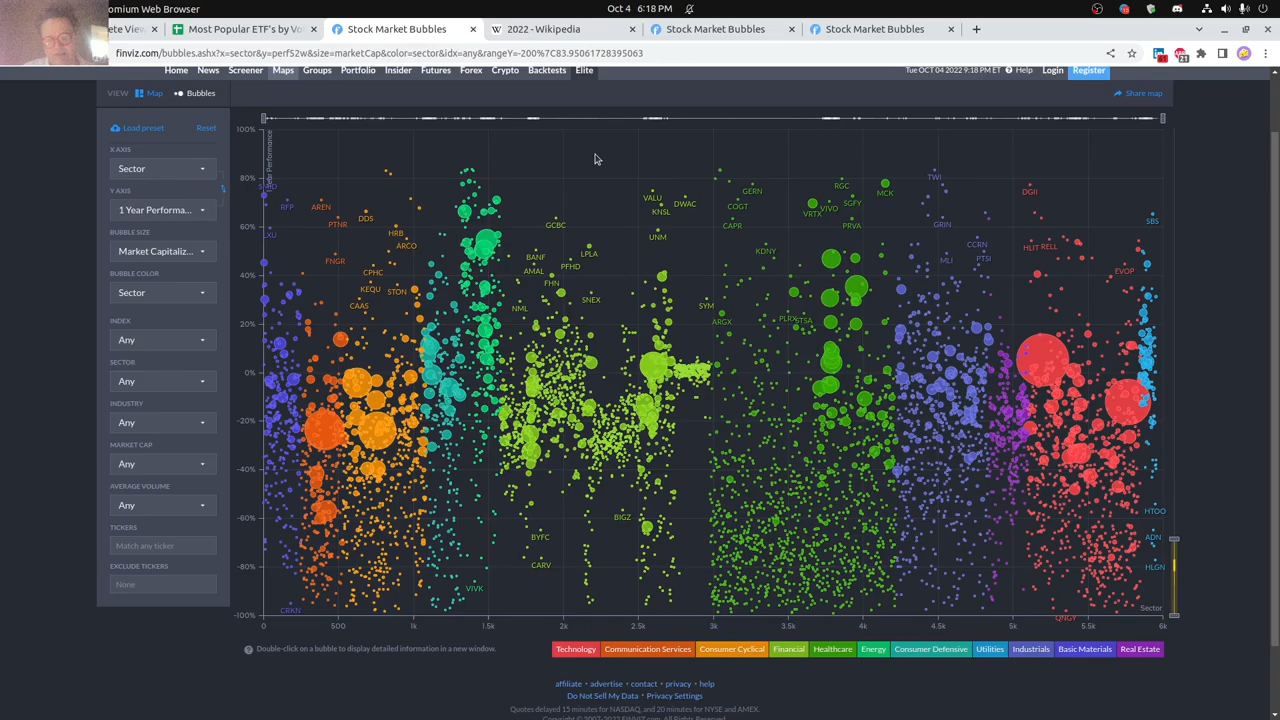 omium Web Browser
Oct 4 6:18 PM
ete View
Most Popular ETF's by Vol
Stock Market Bubbles
2022 - Wikipedia
Stock Market Bubbles
Stock Market Bubbles
finviz.com/bubbles.ashx?x=sector&y=perf52w&size=marketCap&color=sector&idx=any&rangeY=-200%7C83.95061728395063
Home News Screener Maps Groups Portfolio Insider Futures Forex Crypto Backtests Elite
Tue OCT 04 2022 9:18 PM ET Help Login Register
VIEW Map Bubbles
Share map
Load preset Reset
X AXIS
Sector
Y AXIS
1 Year Performa...
BUBBLE SIZE
Market Capitaliz...
BUBBLE COLOR
Sector
INDEX
Any
SECTOR
Any
INDUSTRY
Any
MARKET CAP
Any
AVERAGE VOLUME
Any
TICKERS
Match any ticker
EXCLUDE TICKERS
None
100%
80%
60%
40%
20%
0%
-20%
-40%
-60%
-80%
-100%
Performance
RFP
LXU
AREN
PTNR
DDS
HRB
ARCO
FNGR
CPHC
KEQU
STON
CAAS
GCBC
BANF
LPLA
AMAL
PFHD
FHN
SNEX
NML
VALU
KNSL
DWAC
UNM
GERN
COGT
CAPR
KDNY
SYM
ARGX
PLRX
RGC
VRTX
VIVO
SGFY
MCK
PRVA
TWI
GRIN
CCRN
PTSI
MLI
DGII
HLIT
RELL
EVOP
SBS
BIGZ
BYFC
CARV
VIVK
CRKN
HTOO
ADN
HLGN
QNGY
Sector
0 500 1k 1.5k 2k 2.5k 3k 3.5k 4k 4.5k 5k 5.5k 6k
Double-click on a bubble to display detailed information in a new window.
Technology Communication Services Consumer Cyclical Financial Healthcare Energy Consumer Defensive Utilities Industrials Basic Materials Real Estate
affiliate • advertise • contact • privacy • help
Do Not Sell My Data • Privacy Settings
Quotes delayed 15 minutes for NASDAQ, and 20 minutes for NYSE and AMEX.